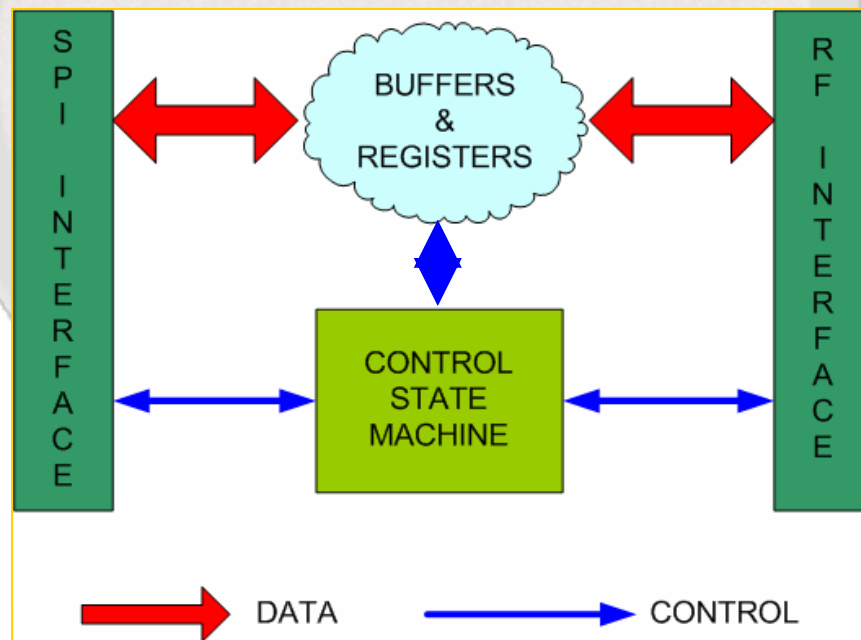 SPI INTERFACE
BUFFERS
&
REGISTERS
RF INTERFACE
CONTROL
STATE
MACHINE
DATA
CONTROL